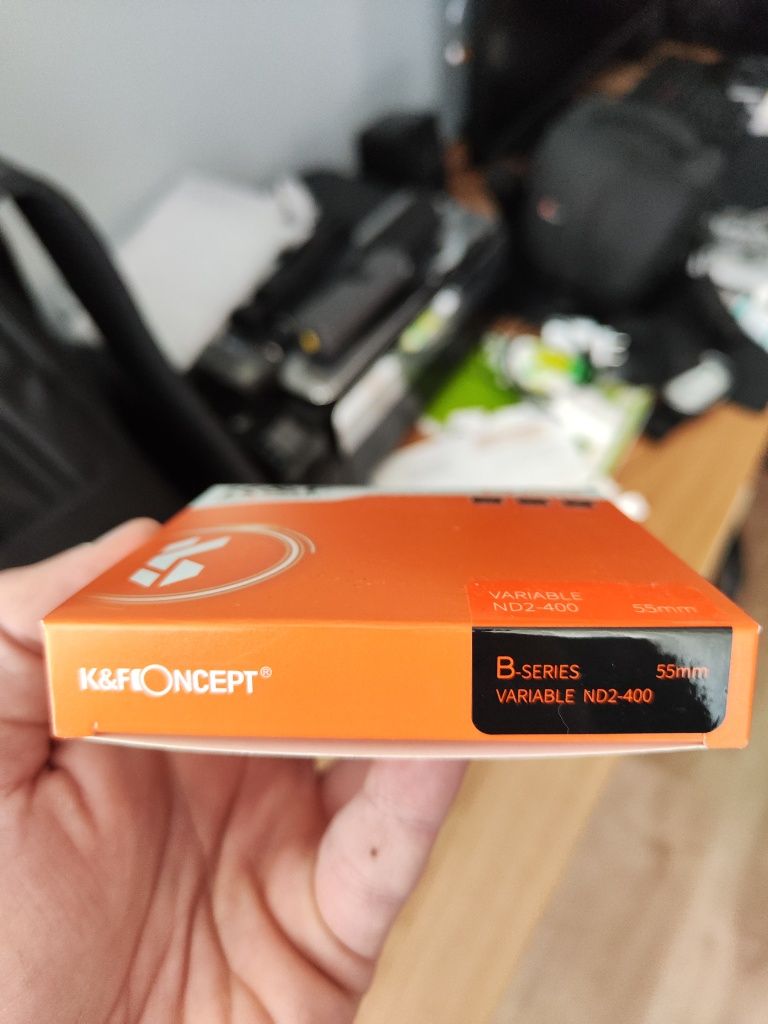 VARIABLE
ND2-400 55mm
K&F CONCEPT®
B-SERIES 55mm
VARIABLE ND2-400